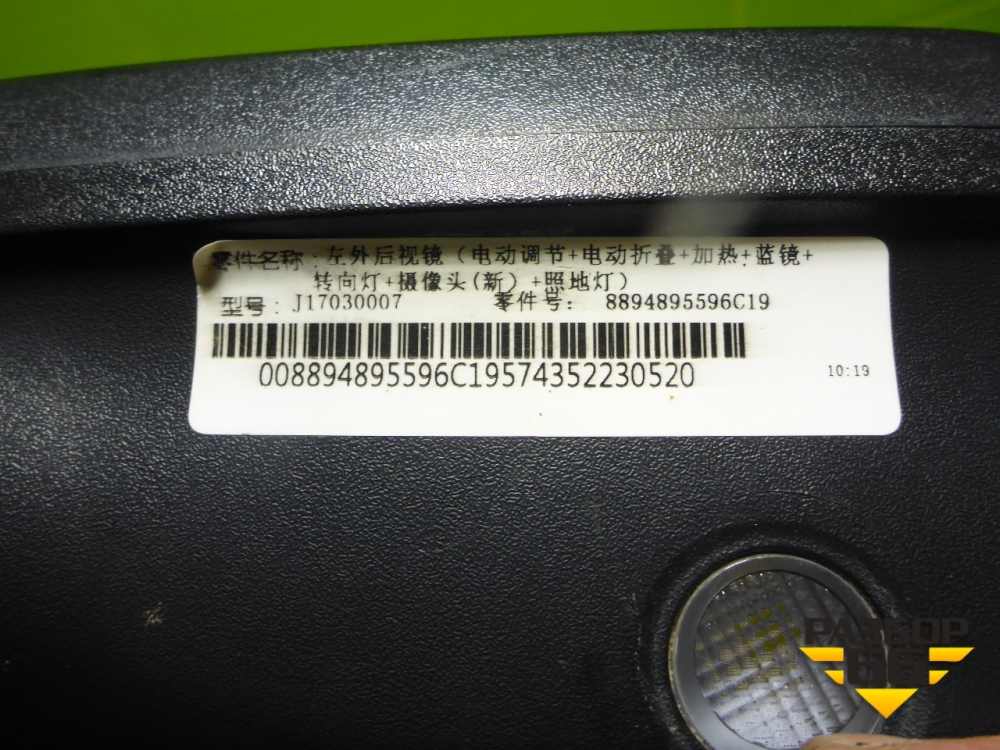 零件名称：左外后视镜（电动调节+电动折叠+加热+蓝镜+
转向灯+摄像头(新）+照地灯）
型号：J17030007 零件号： 8894895596C19
008894895596C19574352230520
10:19
РАЗБОР
66